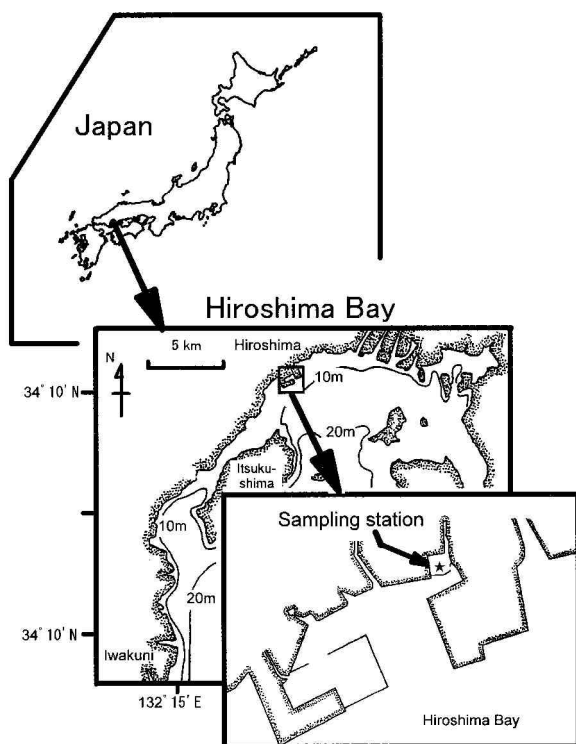 Japan
Hiroshima Bay
5 km
Hiroshima
N
34° 10' N
10m
20m
Itsuku-
shima
10m
Sampling station
20m
34° 10' N
Iwakuni
132° 15' E
Hiroshima Bay